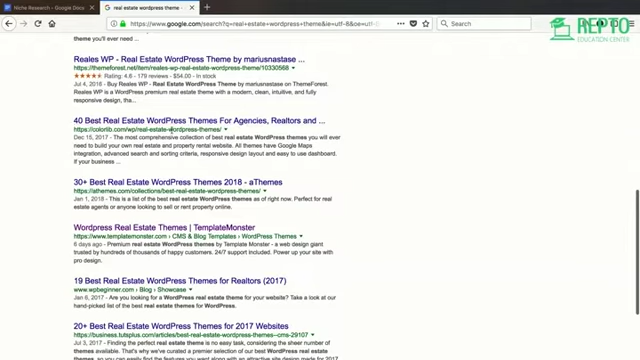 Niche Research - Google Docs
real estate wordpress theme
https://www.google.com/search?q=real+estate+wordpress+theme&ie=utf-8&oe=utf-8
Search
REPTO
EDUCATION CENTER
theme you'll ever need ...
Reales WP - Real Estate WordPress Theme by mariusnastase ...
https://themeforest.net/item/reales-wp-real-estate-wordpress-theme/10330568
Rating: 4.6 - 179 reviews - $54.00 - In stock
Jul 4, 2016 - Buy Reales WP - Real Estate WordPress Theme by mariusnastase on ThemeForest.
Reales WP is a WordPress premium real estate theme with a modern, clean, intuitive, and fully
responsive design, tha...
40 Best Real Estate WordPress Themes For Agencies, Realtors and ...
https://colorlib.com/wp/real-estate-wordpress-themes/
Dec 15, 2017 - The most comprehensive collection of best real estate WordPress themes you will ever
need to build your own real estate and property rental website. All themes have Google Maps
integration, advanced search and sorting criteria, responsive design layout and easy to use dashboard.
If your business ...
30+ Best Real Estate WordPress Themes 2018 - aThemes
https://athemes.com/collections/best-real-estate-wordpress-themes/
Jan 1, 2018 - This is a list of the best real estate WordPress themes as of right now. Perfect for
real estate agents or anyone looking to sell or rent property online.
Wordpress Real Estate Themes | TemplateMonster
https://www.templatemonster.com › CMS & Blog Templates › WordPress Themes
6 days ago - Premium real estate WordPress themes by Template Monster - a web design giant
trusted by hundreds of thousands of happy customers. 24/7 support included. Power up your site with
pro design.
19 Best Real Estate WordPress Themes for Realtors (2017)
www.wpbeginner.com › Blog › Showcase
Jan 6, 2017 - Are you looking for a WordPress real estate theme for your website? Take a look at our
hand-picked list of the best real estate themes for WordPress.
20+ Best Real Estate WordPress Themes for 2017 Websites
https://business.tutsplus.com/articles/best-real-estate-wordpress-themes--cms-29107
Jul 3, 2017 - Finding the perfect real estate theme is no easy task, considering the sheer number of
themes available. That's why we've curated a premier selection of our best WordPress real estate